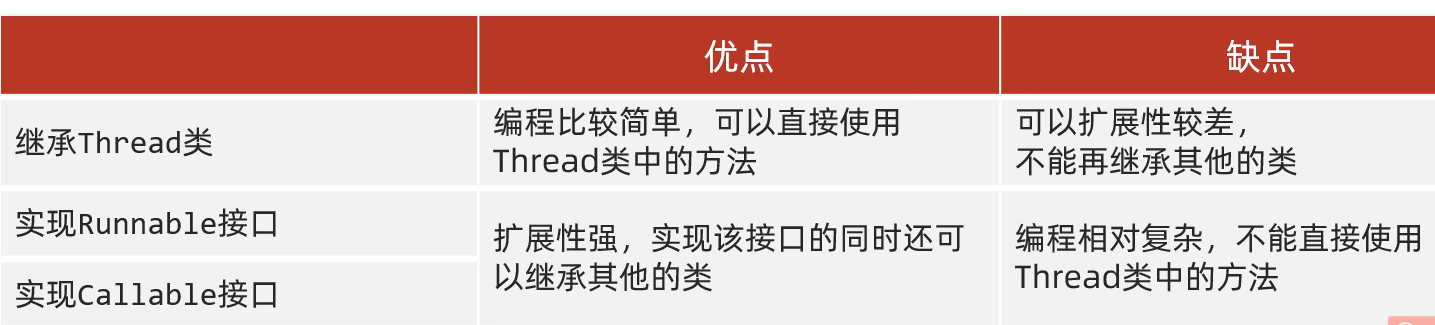 优点
缺点
继承Thread类
编程比较简单，可以直接使用
Thread类中的方法
可以扩展性较差，
不能再继承其他的类
实现Runnable接口
实现Callable接口
扩展性强，实现该接口的同时还可
以继承其他的类
编程相对复杂，不能直接使用
Thread类中的方法